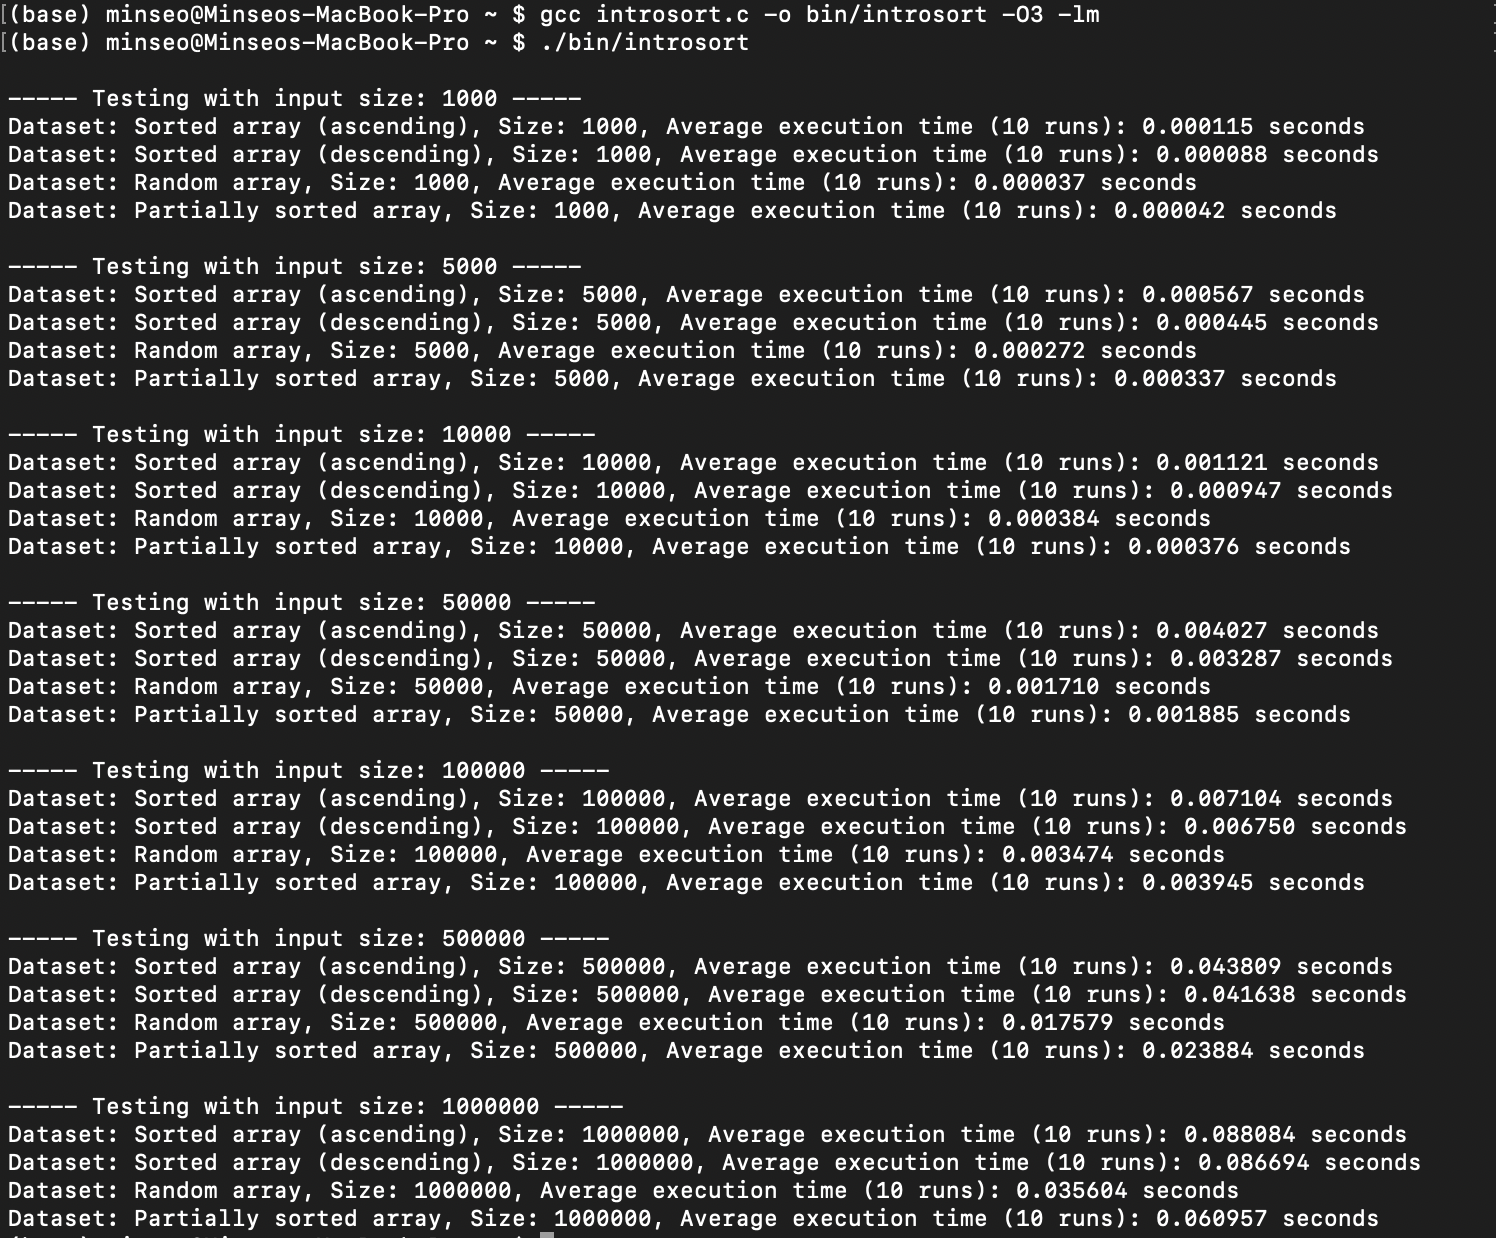 [(base) minseo@Minseos-MacBook-Pro ~ $ gcc introsort.c -o bin/introsort -O3 -lm
[(base) minseo@Minseos-MacBook-Pro ~ $ ./bin/introsort
----- Testing with input size: 1000 -----
Dataset: Sorted array (ascending), Size: 1000, Average execution time (10 runs): 0.000115 seconds
Dataset: Sorted array (descending), Size: 1000, Average execution time (10 runs): 0.000088 seconds
Dataset: Random array, Size: 1000, Average execution time (10 runs): 0.000037 seconds
Dataset: Partially sorted array, Size: 1000, Average execution time (10 runs): 0.000042 seconds
----- Testing with input size: 5000 -----
Dataset: Sorted array (ascending), Size: 5000, Average execution time (10 runs): 0.000567 seconds
Dataset: Sorted array (descending), Size: 5000, Average execution time (10 runs): 0.000445 seconds
Dataset: Random array, Size: 5000, Average execution time (10 runs): 0.000272 seconds
Dataset: Partially sorted array, Size: 5000, Average execution time (10 runs): 0.000337 seconds
----- Testing with input size: 10000 -----
Dataset: Sorted array (ascending), Size: 10000, Average execution time (10 runs): 0.001121 seconds
Dataset: Sorted array (descending), Size: 10000, Average execution time (10 runs): 0.000947 seconds
Dataset: Random array, Size: 10000, Average execution time (10 runs): 0.000384 seconds
Dataset: Partially sorted array, Size: 10000, Average execution time (10 runs): 0.000376 seconds
----- Testing with input size: 50000 -----
Dataset: Sorted array (ascending), Size: 50000, Average execution time (10 runs): 0.004027 seconds
Dataset: Sorted array (descending), Size: 50000, Average execution time (10 runs): 0.003287 seconds
Dataset: Random array, Size: 50000, Average execution time (10 runs): 0.001710 seconds
Dataset: Partially sorted array, Size: 50000, Average execution time (10 runs): 0.001885 seconds
----- Testing with input size: 100000 -----
Dataset: Sorted array (ascending), Size: 100000, Average execution time (10 runs): 0.007104 seconds
Dataset: Sorted array (descending), Size: 100000, Average execution time (10 runs): 0.006750 seconds
Dataset: Random array, Size: 100000, Average execution time (10 runs): 0.003474 seconds
Dataset: Partially sorted array, Size: 100000, Average execution time (10 runs): 0.003945 seconds
----- Testing with input size: 500000 -----
Dataset: Sorted array (ascending), Size: 500000, Average execution time (10 runs): 0.043809 seconds
Dataset: Sorted array (descending), Size: 500000, Average execution time (10 runs): 0.041638 seconds
Dataset: Random array, Size: 500000, Average execution time (10 runs): 0.017579 seconds
Dataset: Partially sorted array, Size: 500000, Average execution time (10 runs): 0.023884 seconds
----- Testing with input size: 1000000 -----
Dataset: Sorted array (ascending), Size: 1000000, Average execution time (10 runs): 0.088084 seconds
Dataset: Sorted array (descending), Size: 1000000, Average execution time (10 runs): 0.086694 seconds
Dataset: Random array, Size: 1000000, Average execution time (10 runs): 0.035604 seconds
Dataset: Partially sorted array, Size: 1000000, Average execution time (10 runs): 0.060957 seconds